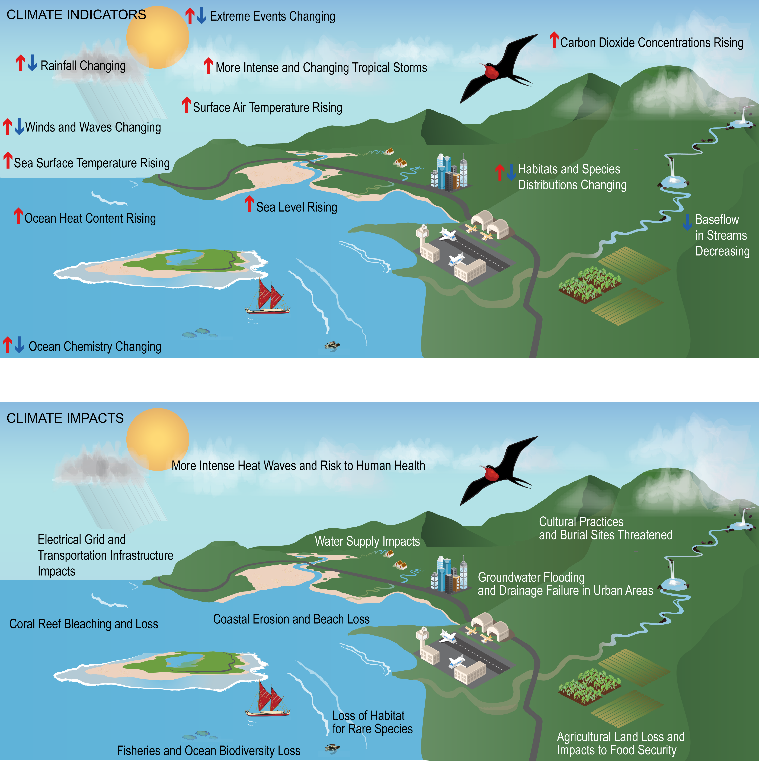 CLIMATE INDICATORS
Extreme Events Changing
Carbon Dioxide Concentrations Rising
Rainfall Changing
More Intense and Changing Tropical Storms
Surface Air Temperature Rising
Winds and Waves Changing
Sea Surface Temperature Rising
Habitats and Species
Distributions Changing
Sea Level Rising
Ocean Heat Content Rising
Baseflow
in Streams
Decreasing
Ocean Chemistry Changing
CLIMATE IMPACTS
More Intense Heat Waves and Risk to Human Health
Cultural Practices
and Burial Sites Threatened
Electrical Grid and
Transportation Infrastructure
Impacts
Water Supply Impacts
Groundwater Flooding
and Drainage Failure in Urban Areas
Coral Reef Bleaching and Loss
Coastal Erosion and Beach Loss
Loss of Habitat
for Rare Species
Agricultural Land Loss and
Impacts to Food Security
Fisheries and Ocean Biodiversity Loss